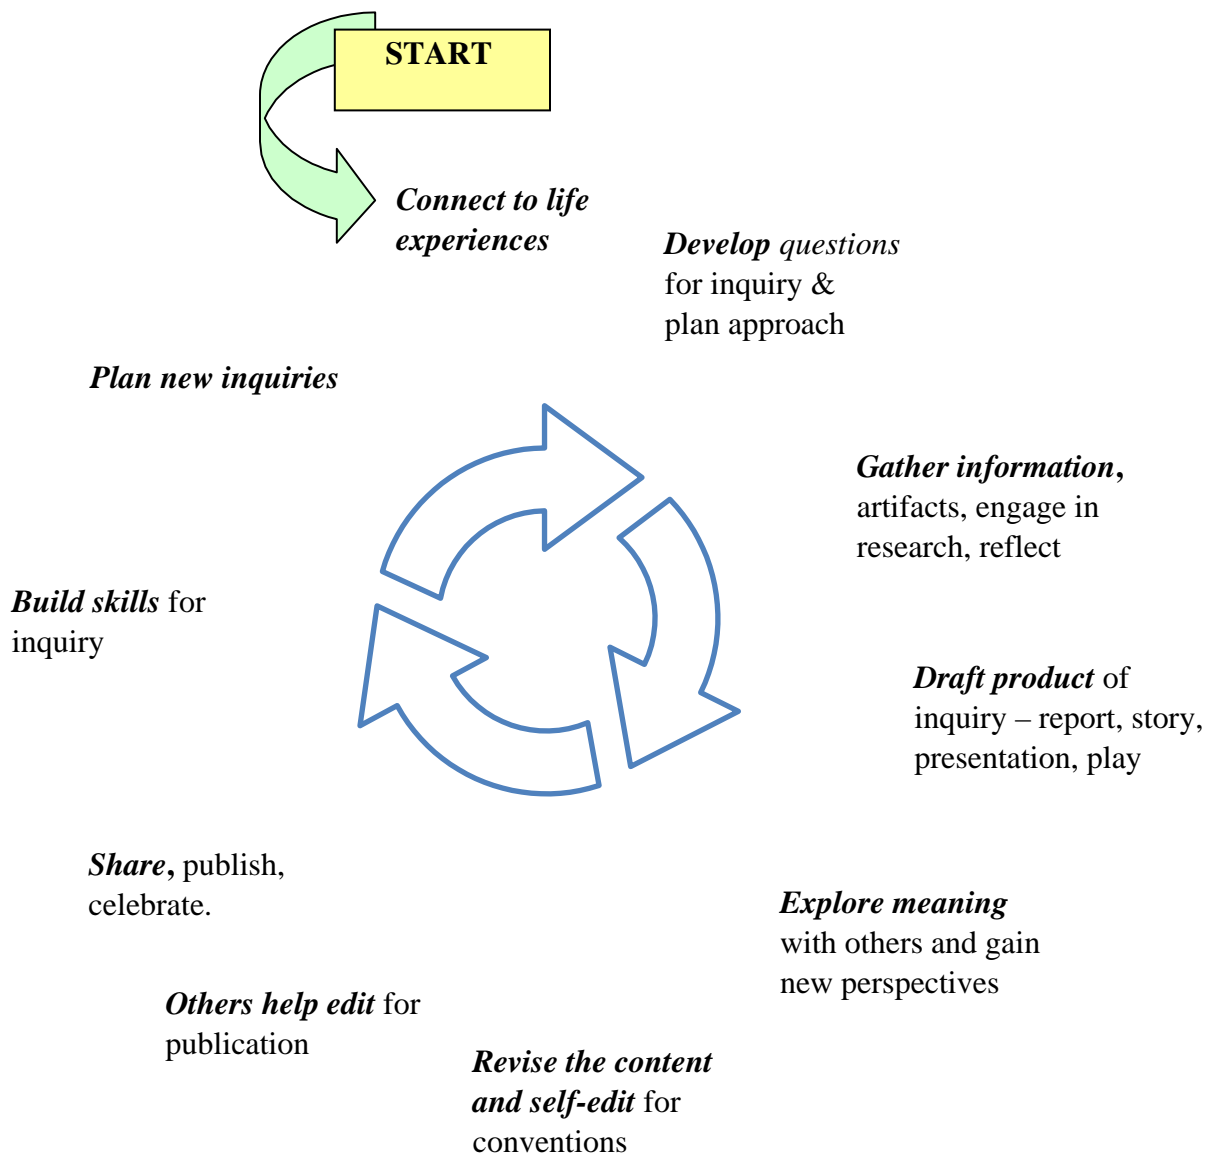 START
Connect to life
experiences
Develop questions
for inquiry &
plan approach
Gather information,
artifacts, engage in
research, reflect
Draft product of
inquiry – report, story,
presentation, play
Explore meaning
with others and gain
new perspectives
Revise the content
and self-edit for
conventions
Others help edit for
publication
Share, publish,
celebrate.
Build skills for
inquiry
Plan new inquiries